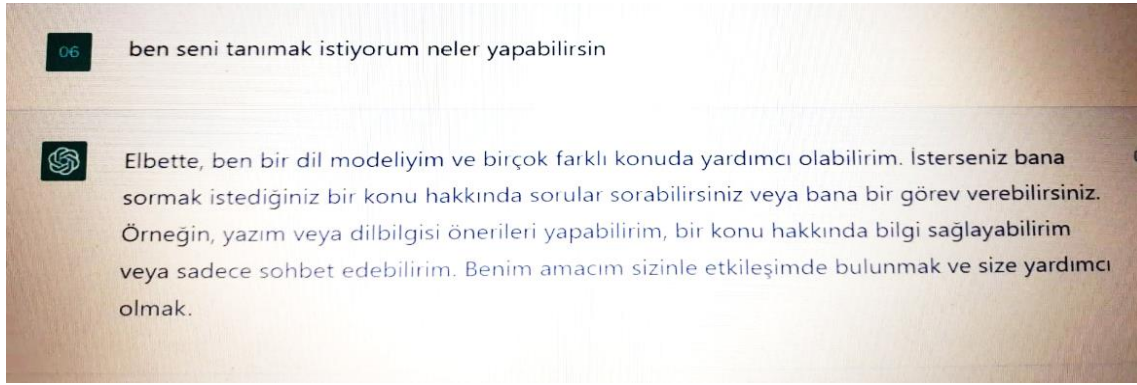 06
ben seni tanımak istiyorum neler yapabilirsin
Elbette, ben bir dil modeliyim ve birçok farklı konuda yardımcı olabilirim. İsterseniz bana
sormak istediğiniz bir konu hakkında sorular sorabilirsiniz veya bana bir görev verebilirsiniz.
Örneğin, yazım veya dilbilgisi önerileri yapabilirim, bir konu hakkında bilgi sağlayabilirim
veya sadece sohbet edebilirim. Benim amacım sizinle etkileşimde bulunmak ve size yardımcı
olmak.